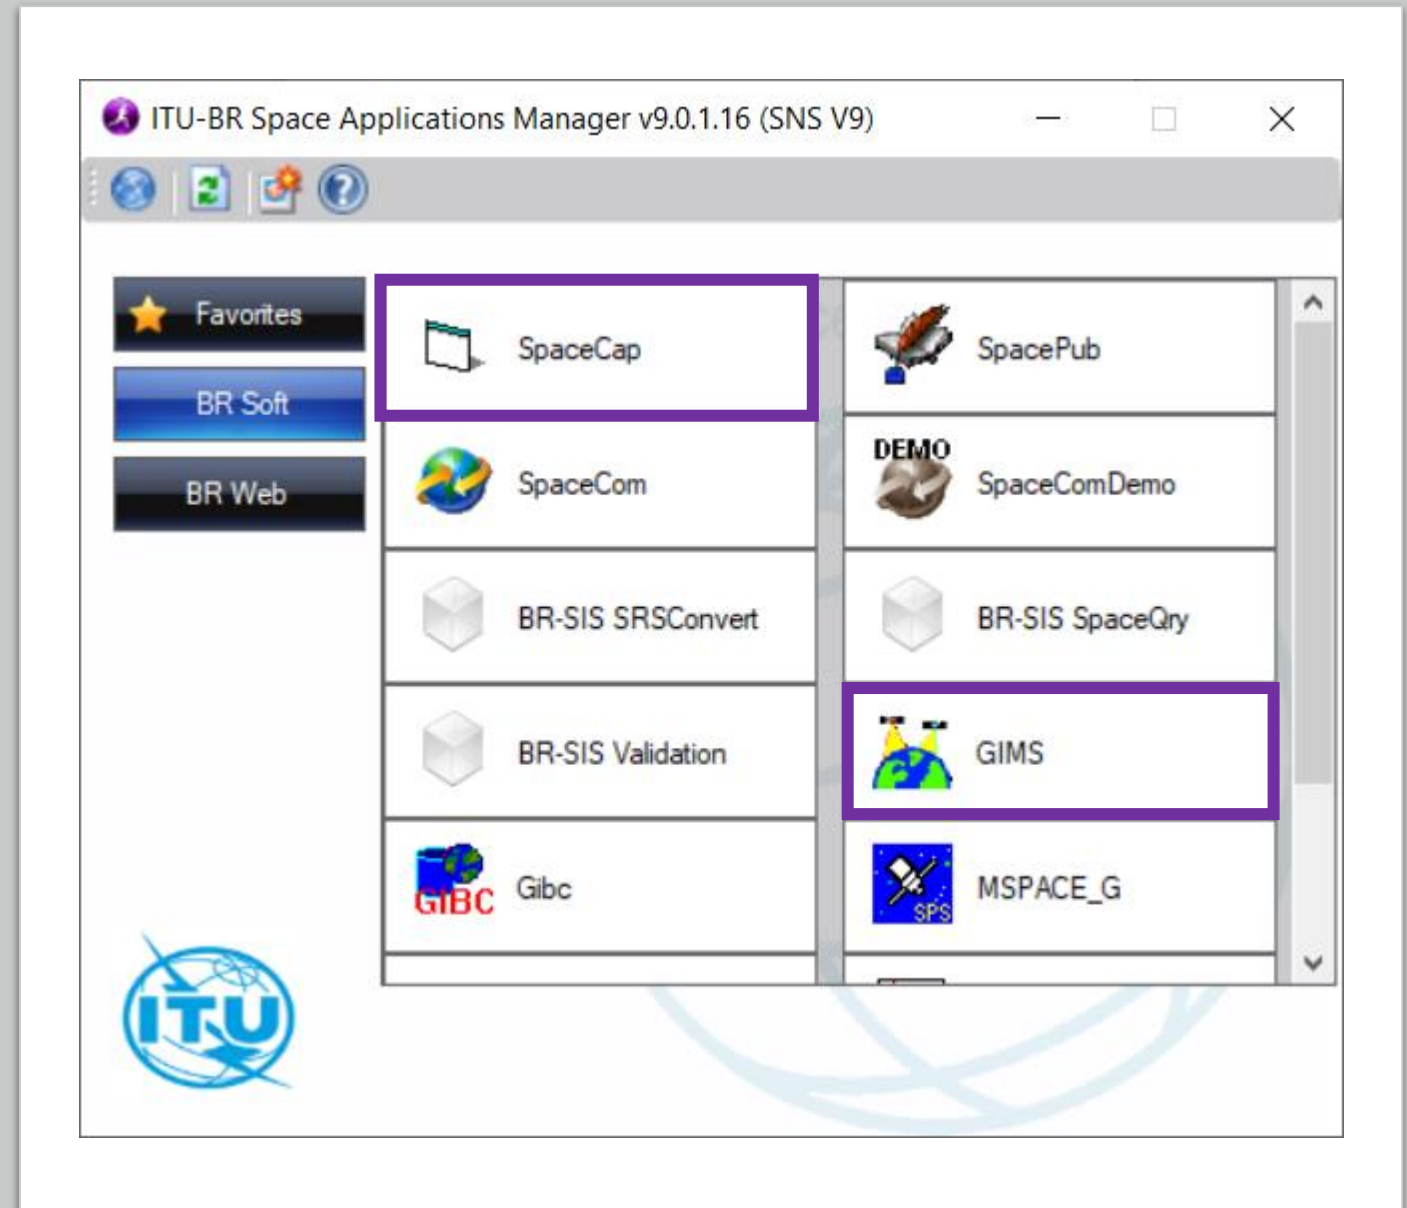 ITU-BR Space Applications Manager v9.0.1.16 (SNS V9)
Favorites
BR Soft
BR Web
SpaceCap
SpacePub
SpaceCom
DEMO
SpaceComDemo
BR-SIS SRSConvert
BR-SIS SpaceQry
BR-SIS Validation
GIMS
GIBC
Gibc
SPS
MSPACE_G
ITU